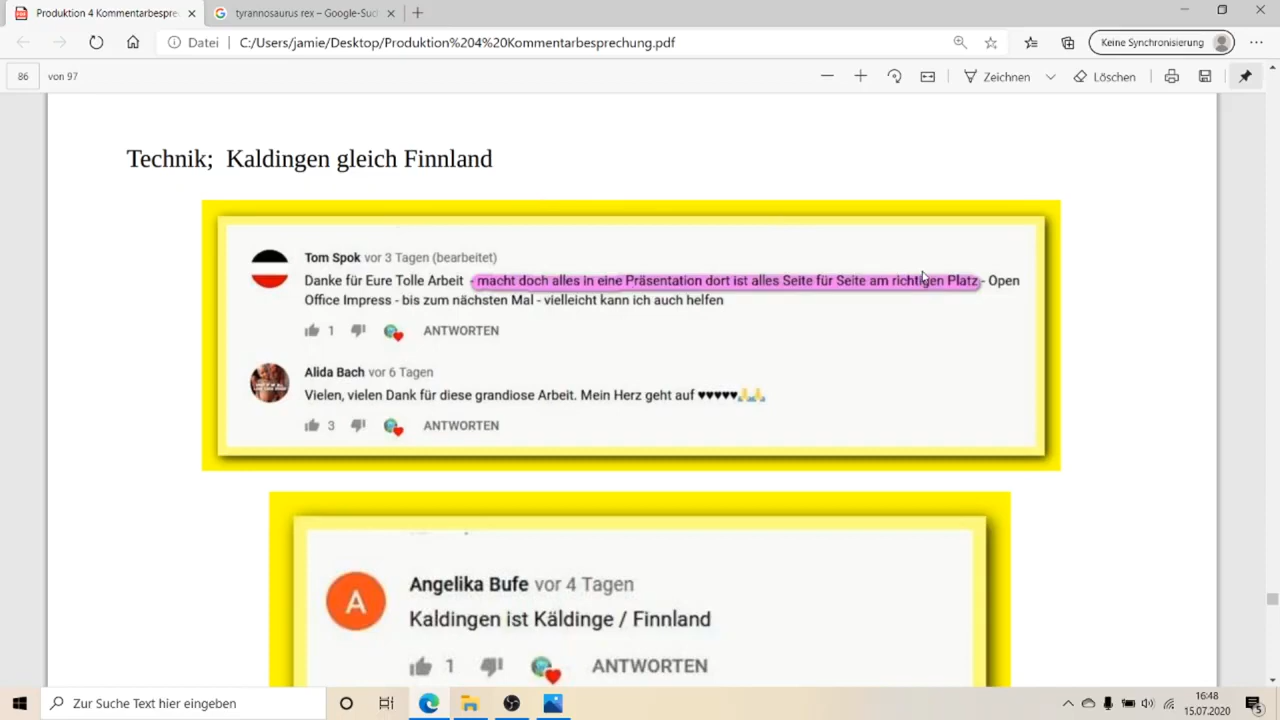 Produktion 4 Kommentarbespre
tyrannosaurus rex – Google-Suc
Datei
C:/Users/jamie/Desktop/Produktion%204%20Kommentarbesprechung.pdf
Keine Synchronisierung
86 von 97
Zeichnen
Löschen
Technik; Kaldingen gleich Finnland
Tom Spok vor 3 Tagen (bearbeitet)
Danke für Eure Tolle Arbeit - macht doch alles in eine Präsentation dort ist alles Seite für Seite am richtigen Platz - Open
Office Impress - bis zum nächsten Mal - vielleicht kann ich auch helfen
1 ANTWORTEN
Alida Bach vor 6 Tagen
Vielen, vielen Dank für diese grandiose Arbeit. Mein Herz geht auf ♥♥♥♥♥🙏🙏
3 ANTWORTEN
A
Angelika Bufe vor 4 Tagen
Kaldingen ist Käldinge / Finnland
1 ANTWORTEN
Zur Suche Text hier eingeben
16:48
15.07.2020
5